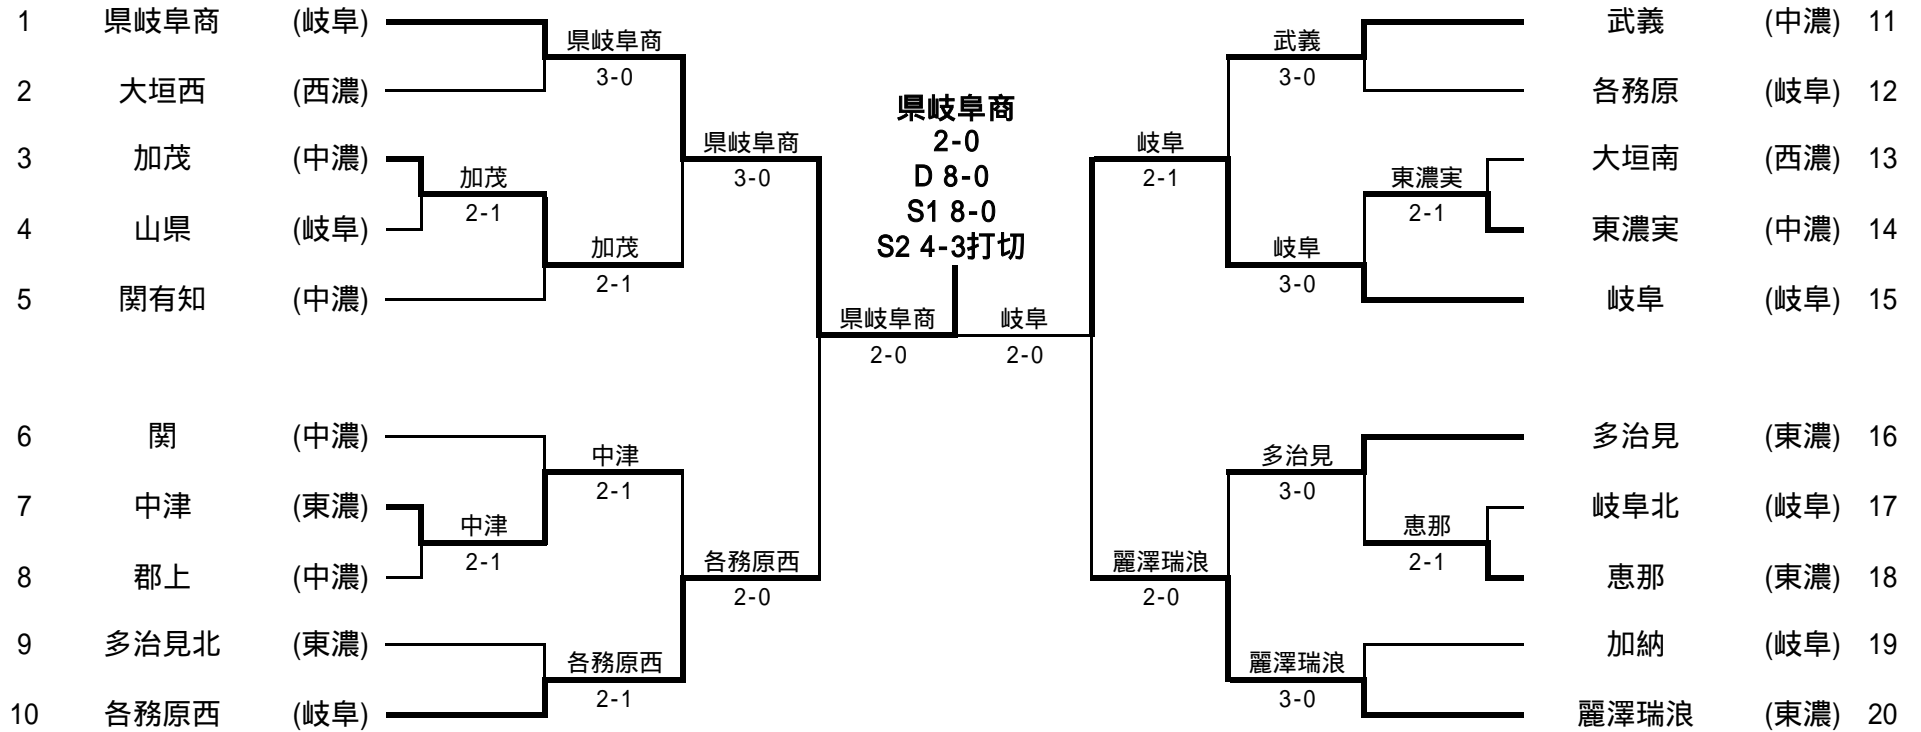 1 県岐阜商 (岐阜)
2 大垣西 (西濃)
3 加茂 (中濃)
4 山県 (岐阜)
5 関有知 (中濃)
6 関 (中濃)
7 中津 (東濃)
8 郡上 (中濃)
9 多治見北 (東濃)
10 各務原西 (岐阜)
加茂
2-1
中津
2-1
県岐阜商
3-0
加茂
2-1
中津
2-1
各務原西
2-1
県岐阜商
3-0
各務原西
2-0
県岐阜商
2-0
県岐阜商
2-0
D 8-0
S1 8-0
S2 4-3打切
岐阜
2-0
岐阜
2-1
麗澤瑞浪
2-0
武義
3-0
岐阜
3-0
多治見
3-0
麗澤瑞浪
3-0
東濃実
2-1
恵那
2-1
武義 (中濃) 11
各務原 (岐阜) 12
大垣南 (西濃) 13
東濃実 (中濃) 14
岐阜 (岐阜) 15
多治見 (東濃) 16
岐阜北 (岐阜) 17
恵那 (東濃) 18
加納 (岐阜) 19
麗澤瑞浪 (東濃) 20